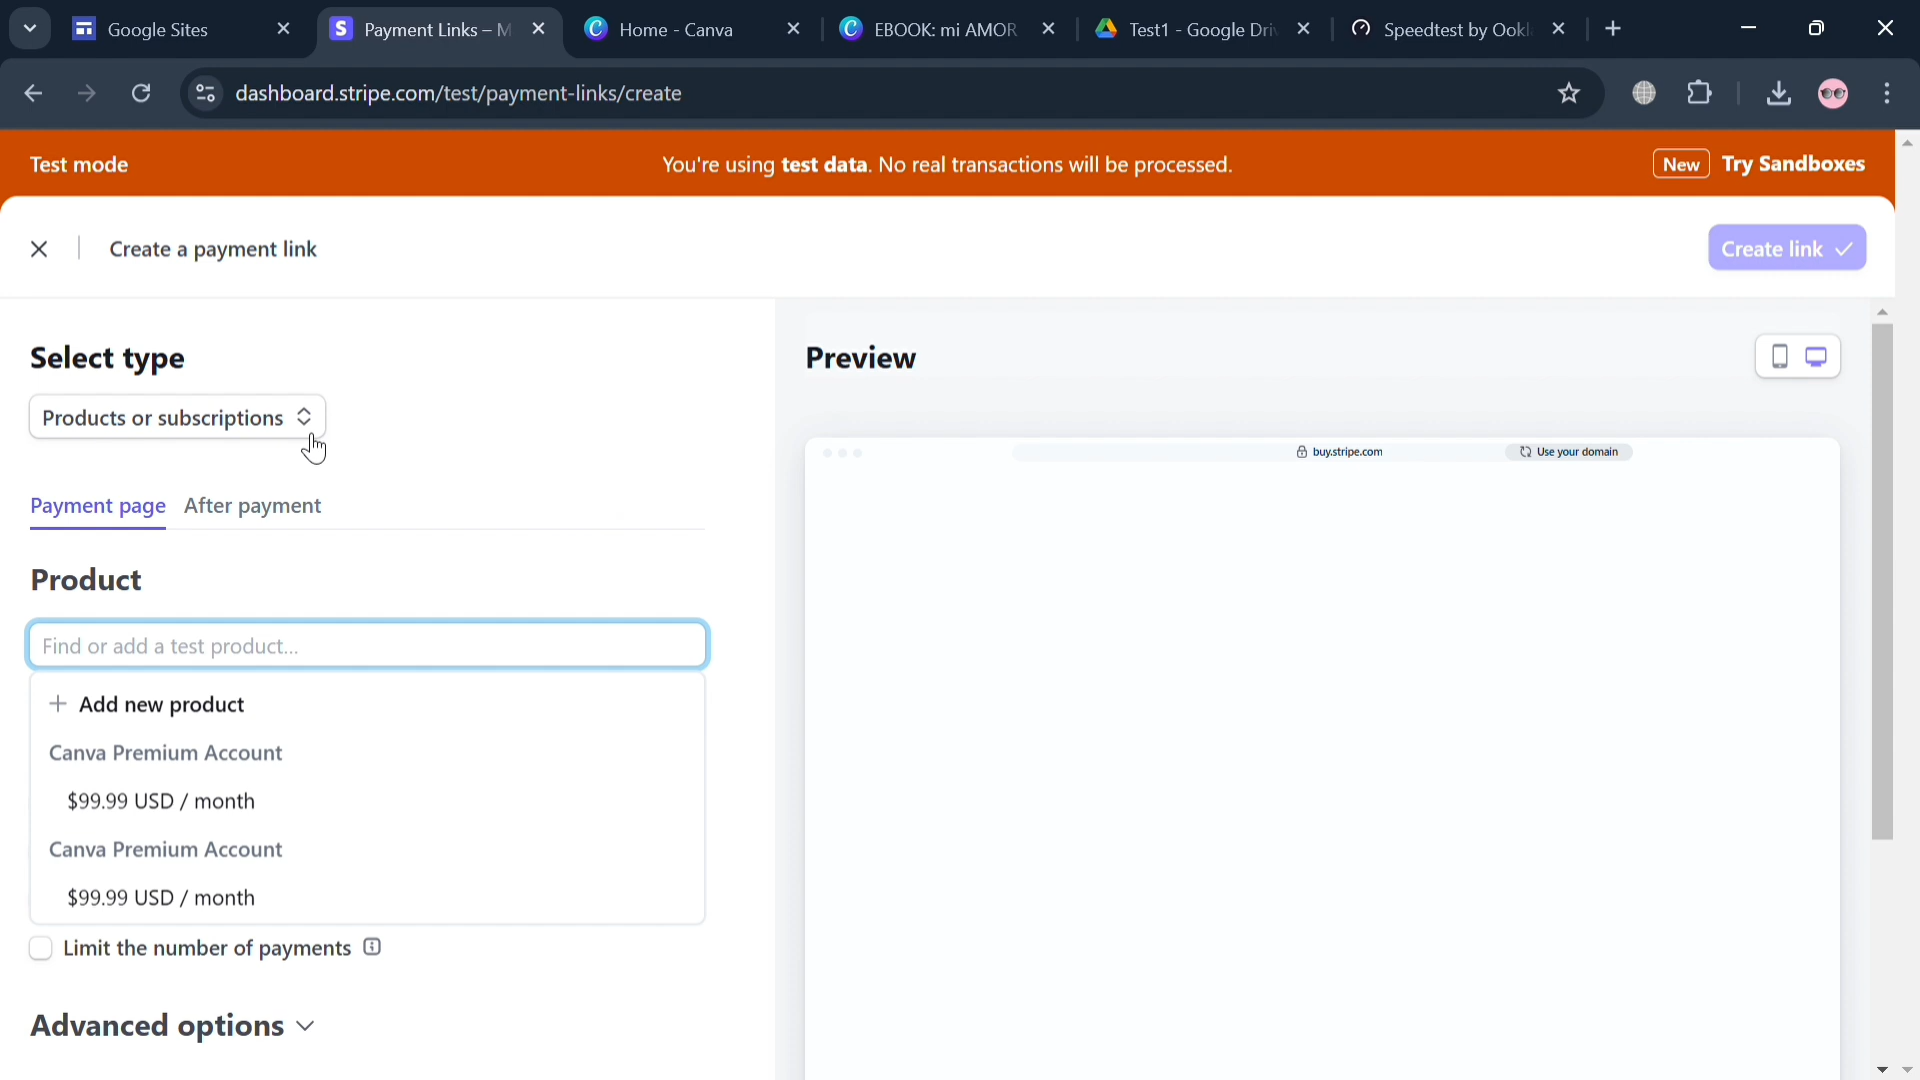 Google Sites
Payment Links – M
Home - Canva
EBOOK: mi AMOR
Test1 - Google Dri
Speedtest by Ookl
dashboard.stripe.com/test/payment-links/create
Test mode
You're using test data. No real transactions will be processed.
New Try Sandboxes
Create a payment link
Create link
Select type
Preview
Products or subscriptions
buy.stripe.com
Use your domain
Payment page After payment
Product
Find or add a test product...
+ Add new product
Canva Premium Account
$99.99 USD / month
Canva Premium Account
$99.99 USD / month
Limit the number of payments
Advanced options